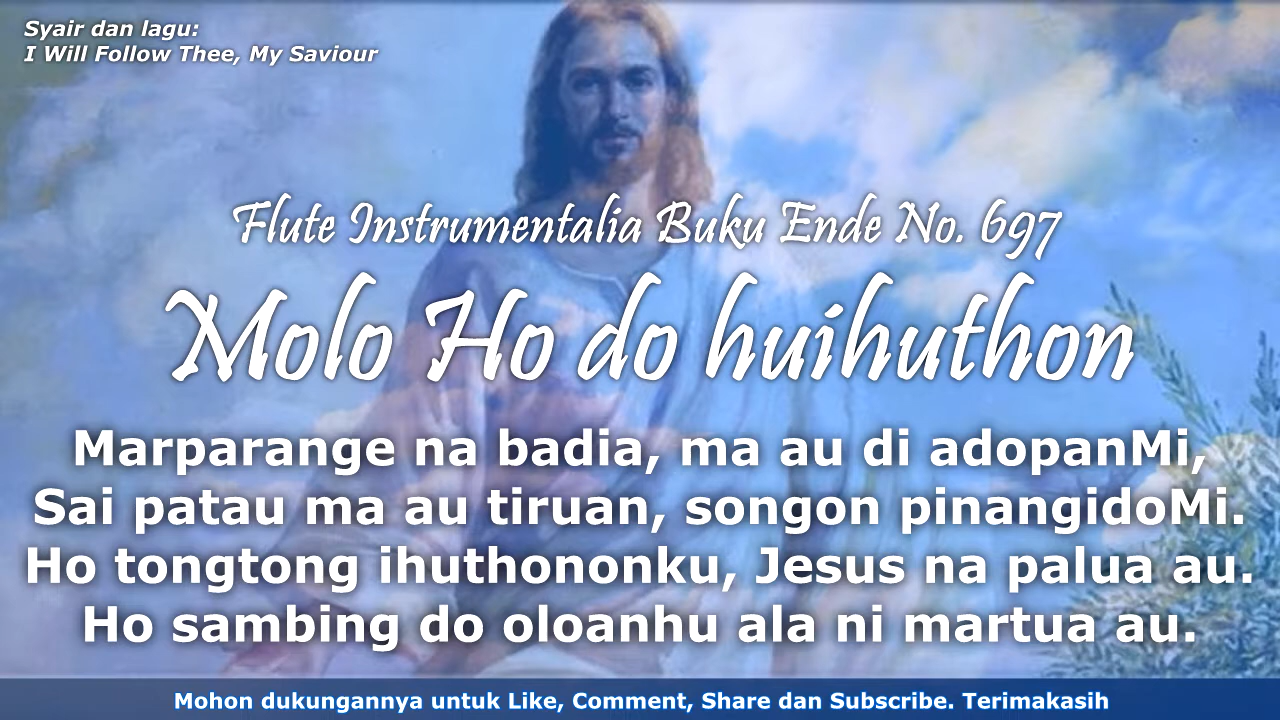 Syair dan lagu:
I Will Follow Thee, My Saviour
Flute Instrumentalia Buku Ende No. 697
Molo Ho do huihuthon
Marparange na badia, ma au di adopanMi,
Sai patau ma au tiruan, songon pinangidoMi.
Ho tongtong ihuthononku, Jesus na palua au.
Ho sambing do oloanhu ala ni martua au.
Mohon dukungannya untuk Like, Comment, Share dan Subscribe. Terimakasih